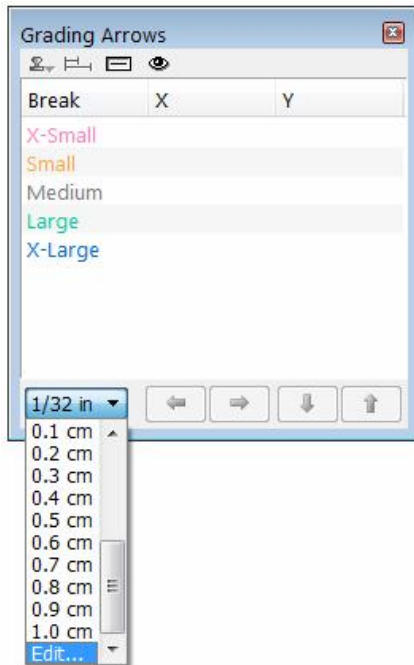 Grading Arrows
Break X Y
X-Small
Small
Medium
Large
X-Large
1/32 in
0.1 cm
0.2 cm
0.3 cm
0.4 cm
0.5 cm
0.6 cm
0.7 cm
0.8 cm
0.9 cm
1.0 cm
Edit...